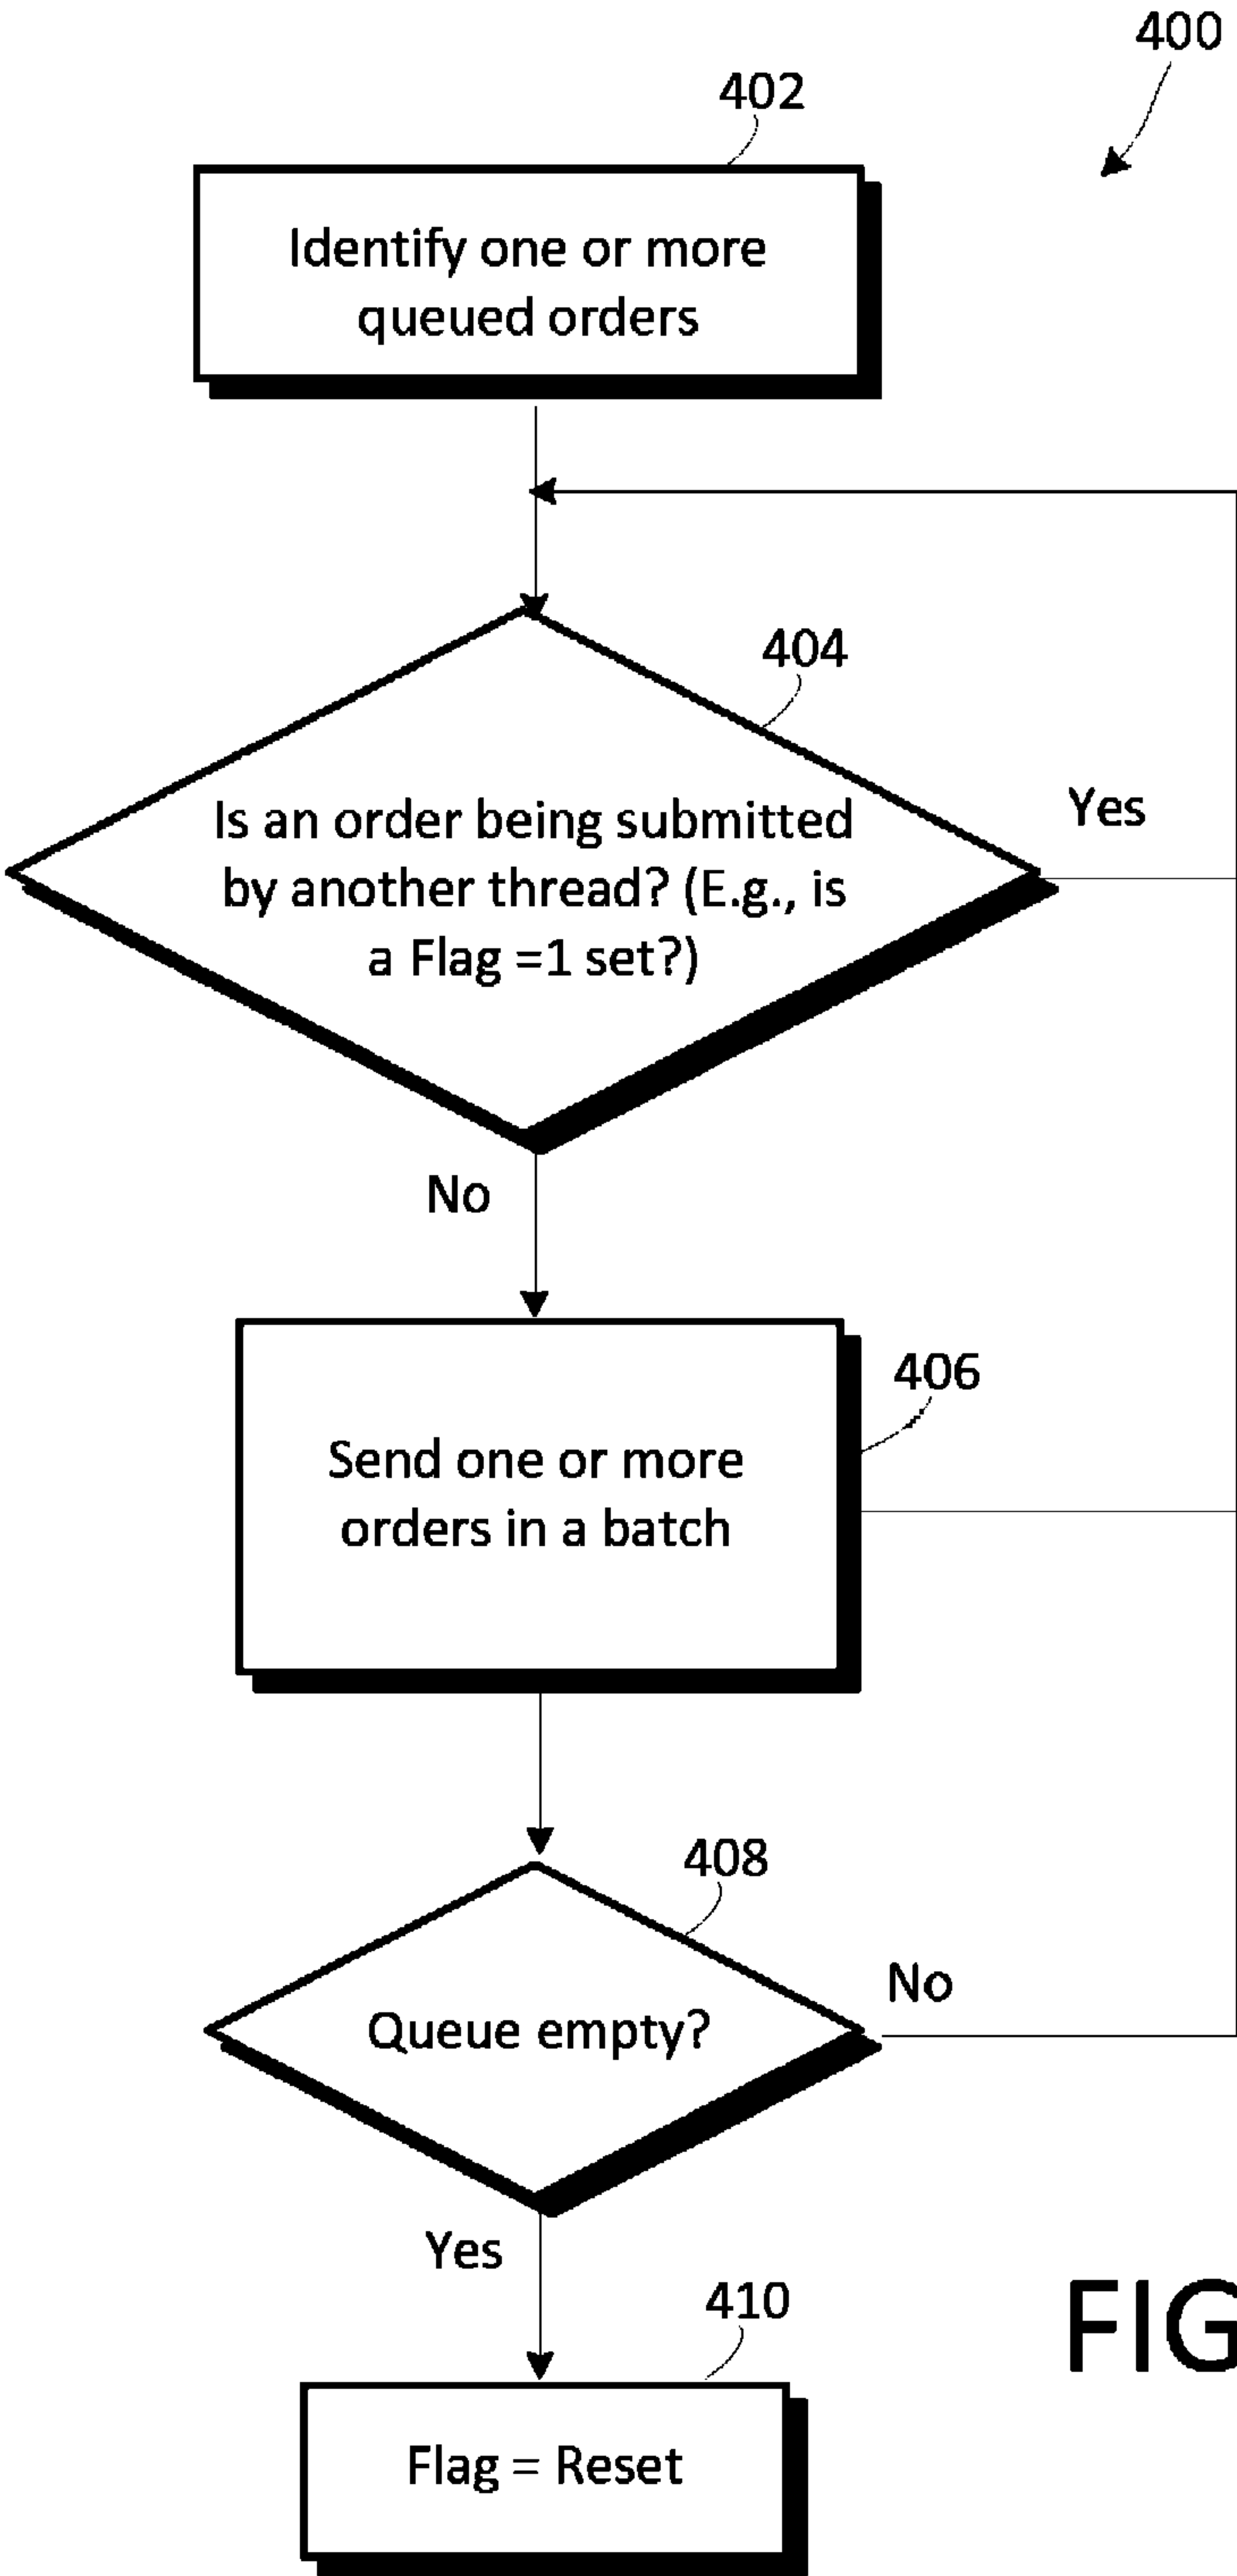 400
402
Identify one or more
queued orders
404
Is an order being submitted
by another thread? (E.g., is
a Flag =1 set?)
Yes
No
406
Send one or more
orders in a batch
408
Queue empty?
No
Yes
410
Flag = Reset
FIG